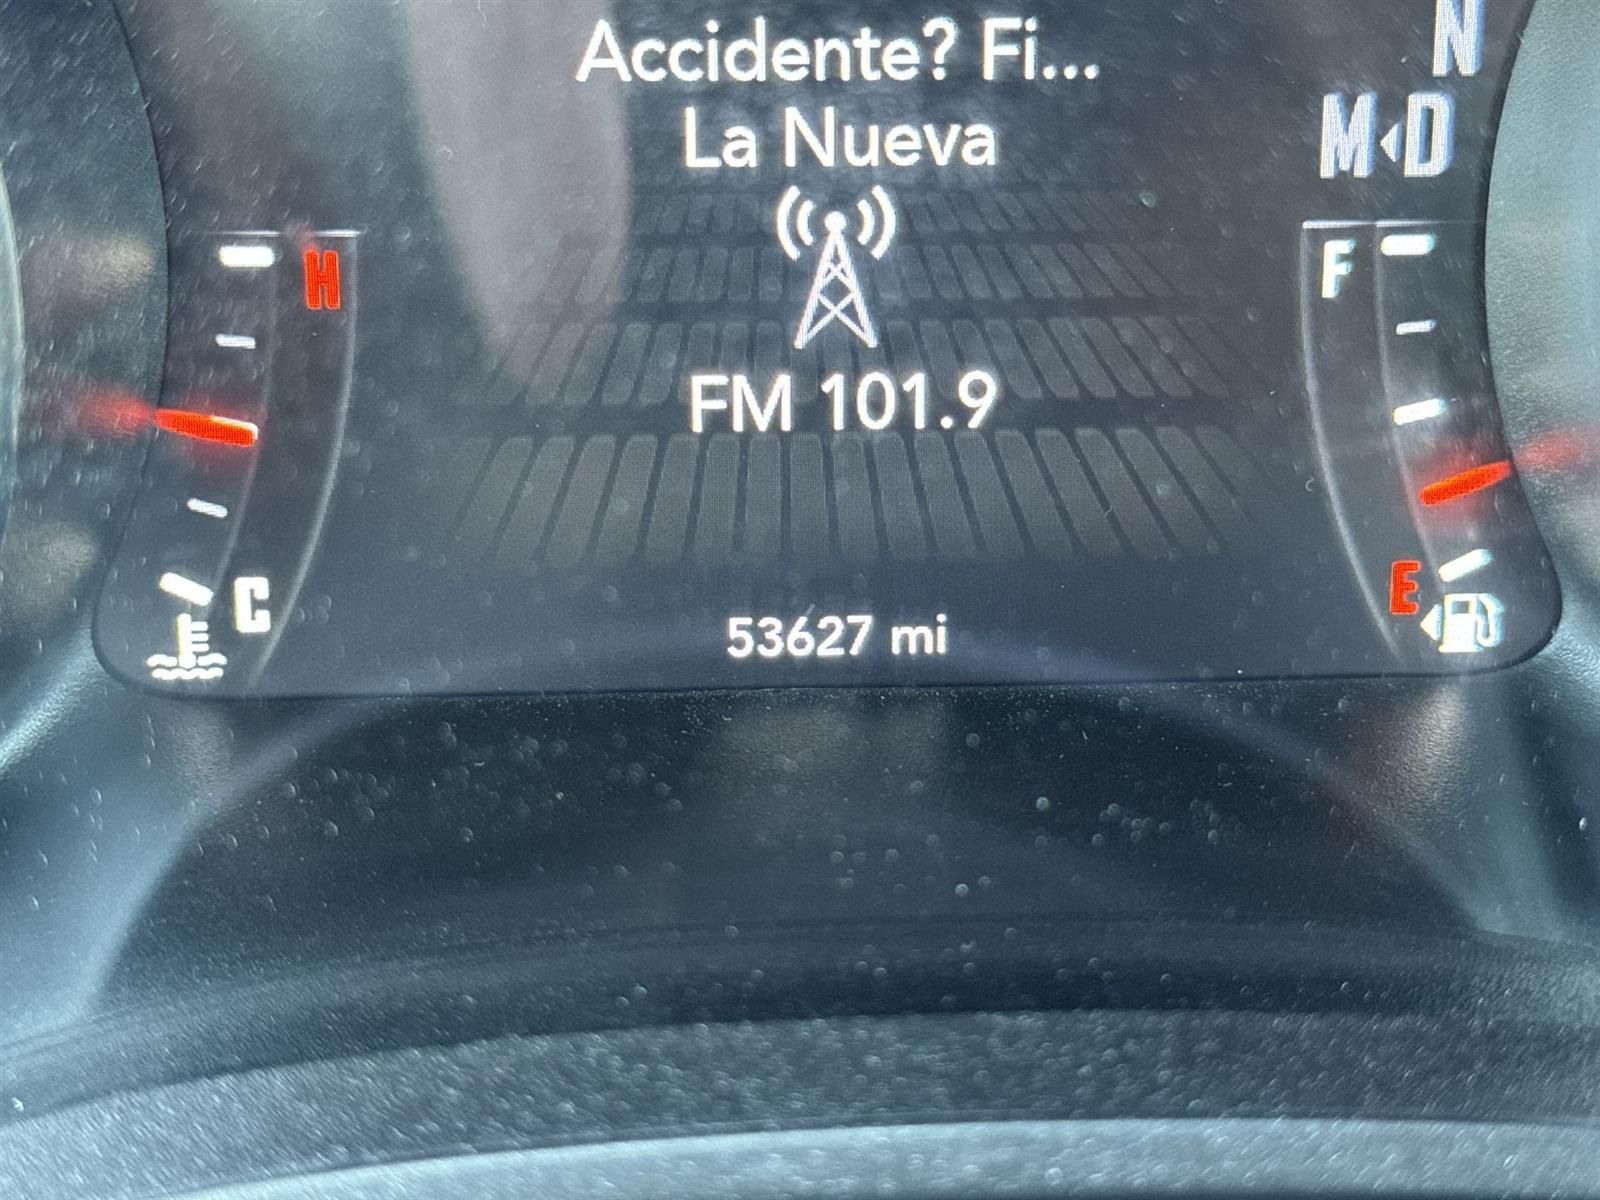 Accidente? Fi...
N
La Nueva
M D
H
F
FM 101.9
E
C
53627 mi